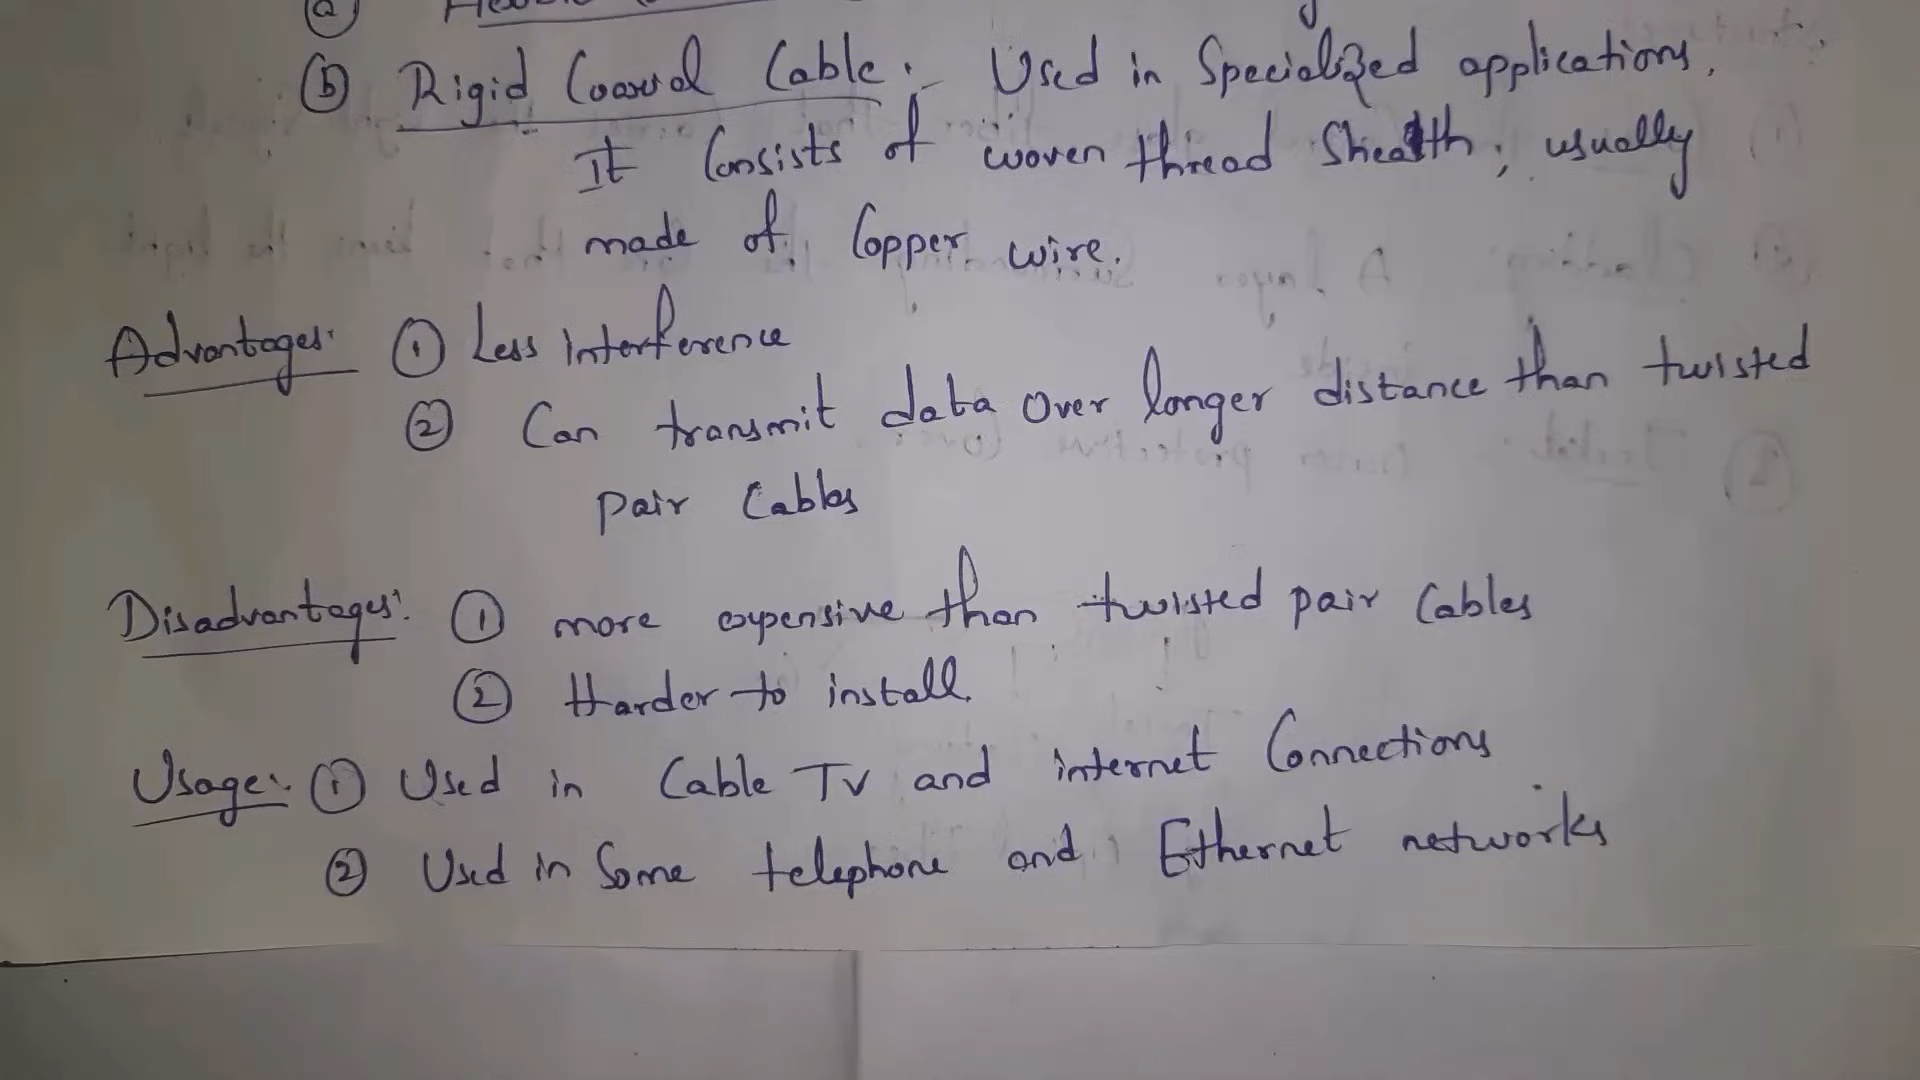 (a)
(b) Rigid Coaxial Cable: Used in Specialized applications.
It Consists of woven thread Sheath, usually
made of Copper wire.
Advantages: (1) Less interference
(2) Can transmit data over longer distance than twisted
pair Cables
Disadvantages: (1) more expensive than twisted pair Cables
(2) Harder to install.
Usage: (1) Used in Cable TV and internet Connections
(2) Used in Some telephone and Ethernet networks